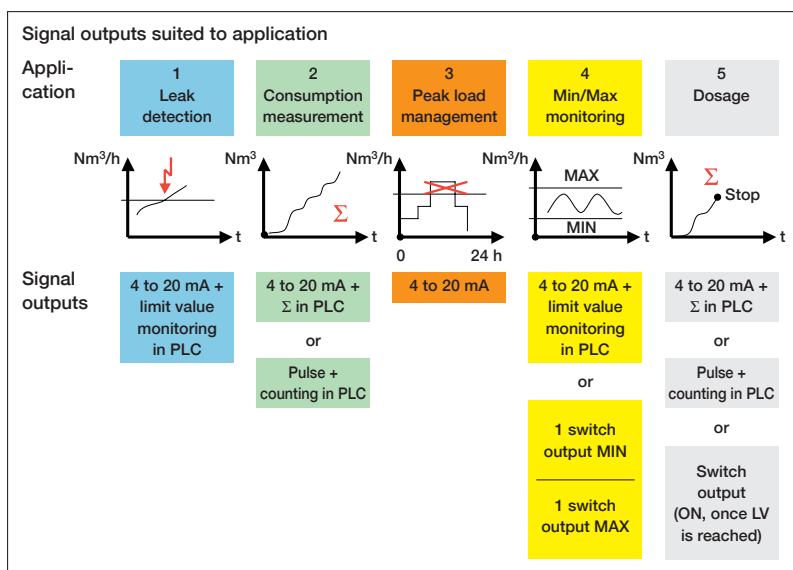 Signal outputs suited to application
Appli-
cation
1
Leak
detection
2
Consumption
measurement
3
Peak load
management
4
Min/Max
monitoring
5
Dosage
Nm³/h
t
Nm³
Σ
t
Nm³/h
0
24 h
Nm³/h
MAX
MIN
t
Nm³
Σ
Stop
t
Signal
outputs
4 to 20 mA +
limit value
monitoring
in PLC
4 to 20 mA +
Σ in PLC
or
Pulse +
counting in PLC
4 to 20 mA
4 to 20 mA +
limit value
monitoring
in PLC
or
1 switch
output MIN
1 switch
output MAX
4 to 20 mA +
Σ in PLC
or
Pulse +
counting in PLC
or
Switch
output
(ON, once LV
is reached)